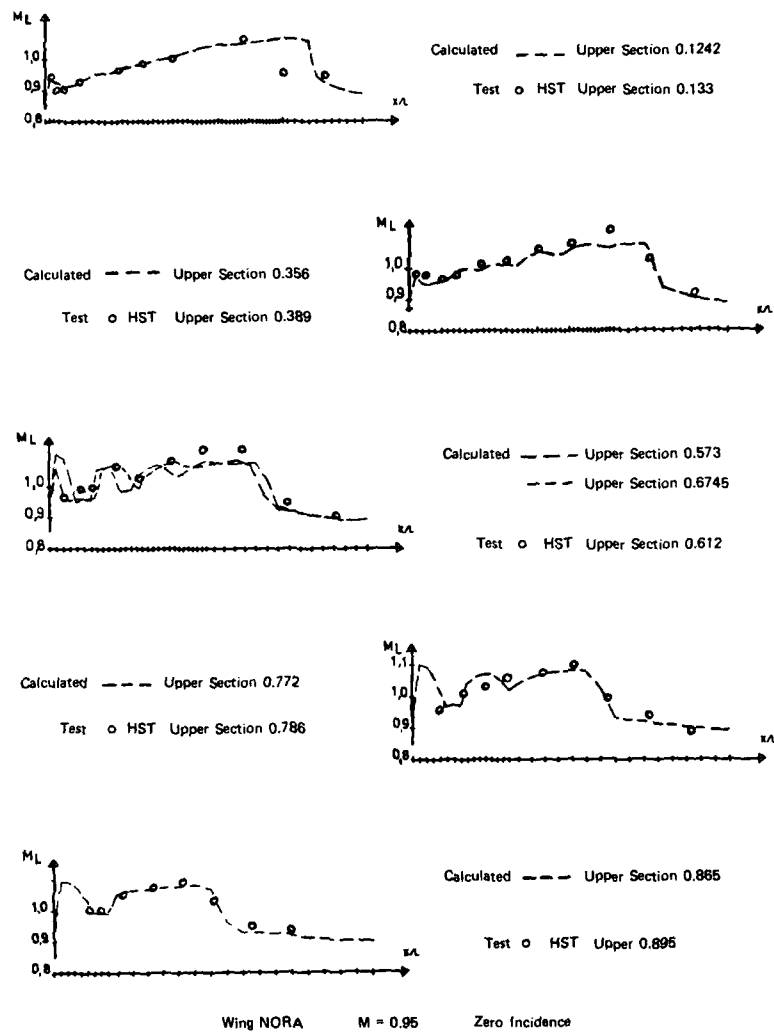 ML
1,0
0,9
0,8
X/L
Calculated Upper Section 0.1242
Test o HST Upper Section 0.133
ML
1,0
0,9
0,8
X/L
Calculated Upper Section 0.356
Test o HST Upper Section 0.389
ML
1,0
0,9
0,8
X/L
Calculated Upper Section 0.573
Upper Section 0.6745
Test o HST Upper Section 0.612
ML
1,1
1,0
0,9
0,8
X/L
Calculated Upper Section 0.772
Test o HST Upper Section 0.786
ML
1,0
0,9
0,8
X/L
Calculated Upper Section 0.865
Test o HST Upper 0.895
Wing NORA M = 0.95 Zero Incidence